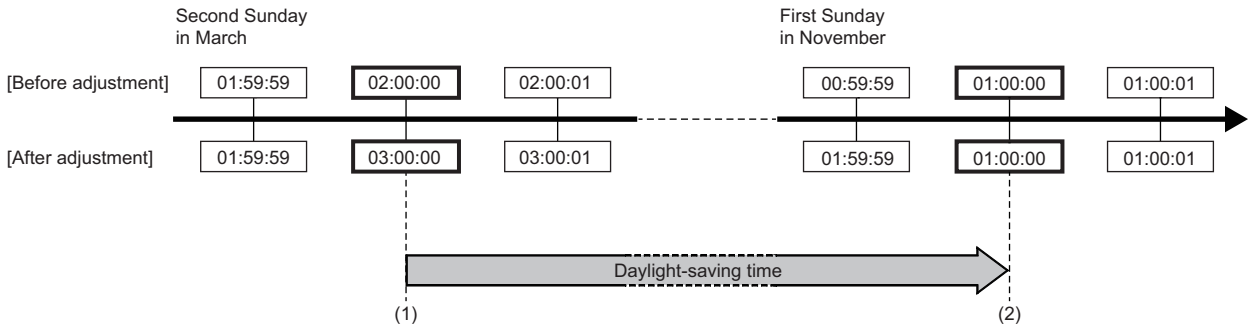 Second Sunday
in March
First Sunday
in November
[Before adjustment] 01:59:59 02:00:00 02:00:01 00:59:59 01:00:00 01:00:01
[After adjustment] 01:59:59 03:00:00 03:00:01 01:59:59 01:00:00 01:00:01
Daylight-saving time
(1) (2)